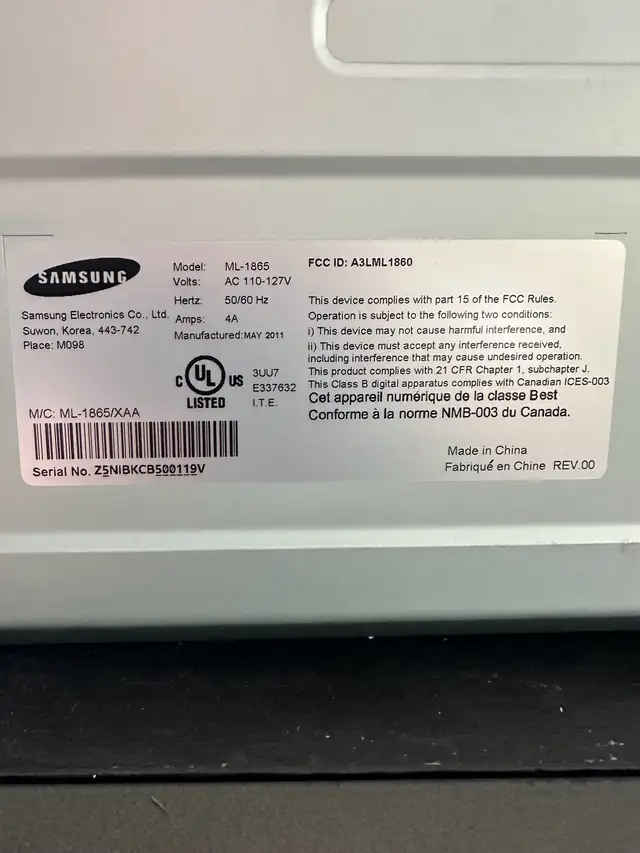 SAMSUNG
Samsung Electronics Co., Ltd.
Suwon, Korea, 443-742
Place: M098
Model: ML-1865
Volts: AC 110-127V
Hertz: 50/60 Hz
Amps: 4A
Manufactured: MAY 2011
C UL US
LISTED
3UU7
E337632
I.T.E.
M/C: ML-1865/XAA
Serial No. Z5NIBKCB500119V
FCC ID: A3LML1860
This device complies with part 15 of the FCC Rules.
Operation is subject to the following two conditions:
i) This device may not cause harmful interference, and
ii) This device must accept any interference received,
including interference that may cause undesired operation.
This product complies with 21 CFR Chapter 1, subchapter J.
This Class B digital apparatus complies with Canadian ICES-003
Cet appareil numérique de la classe Best
Conforme à la norme NMB-003 du Canada.
Made in China
Fabriqué en Chine REV.00